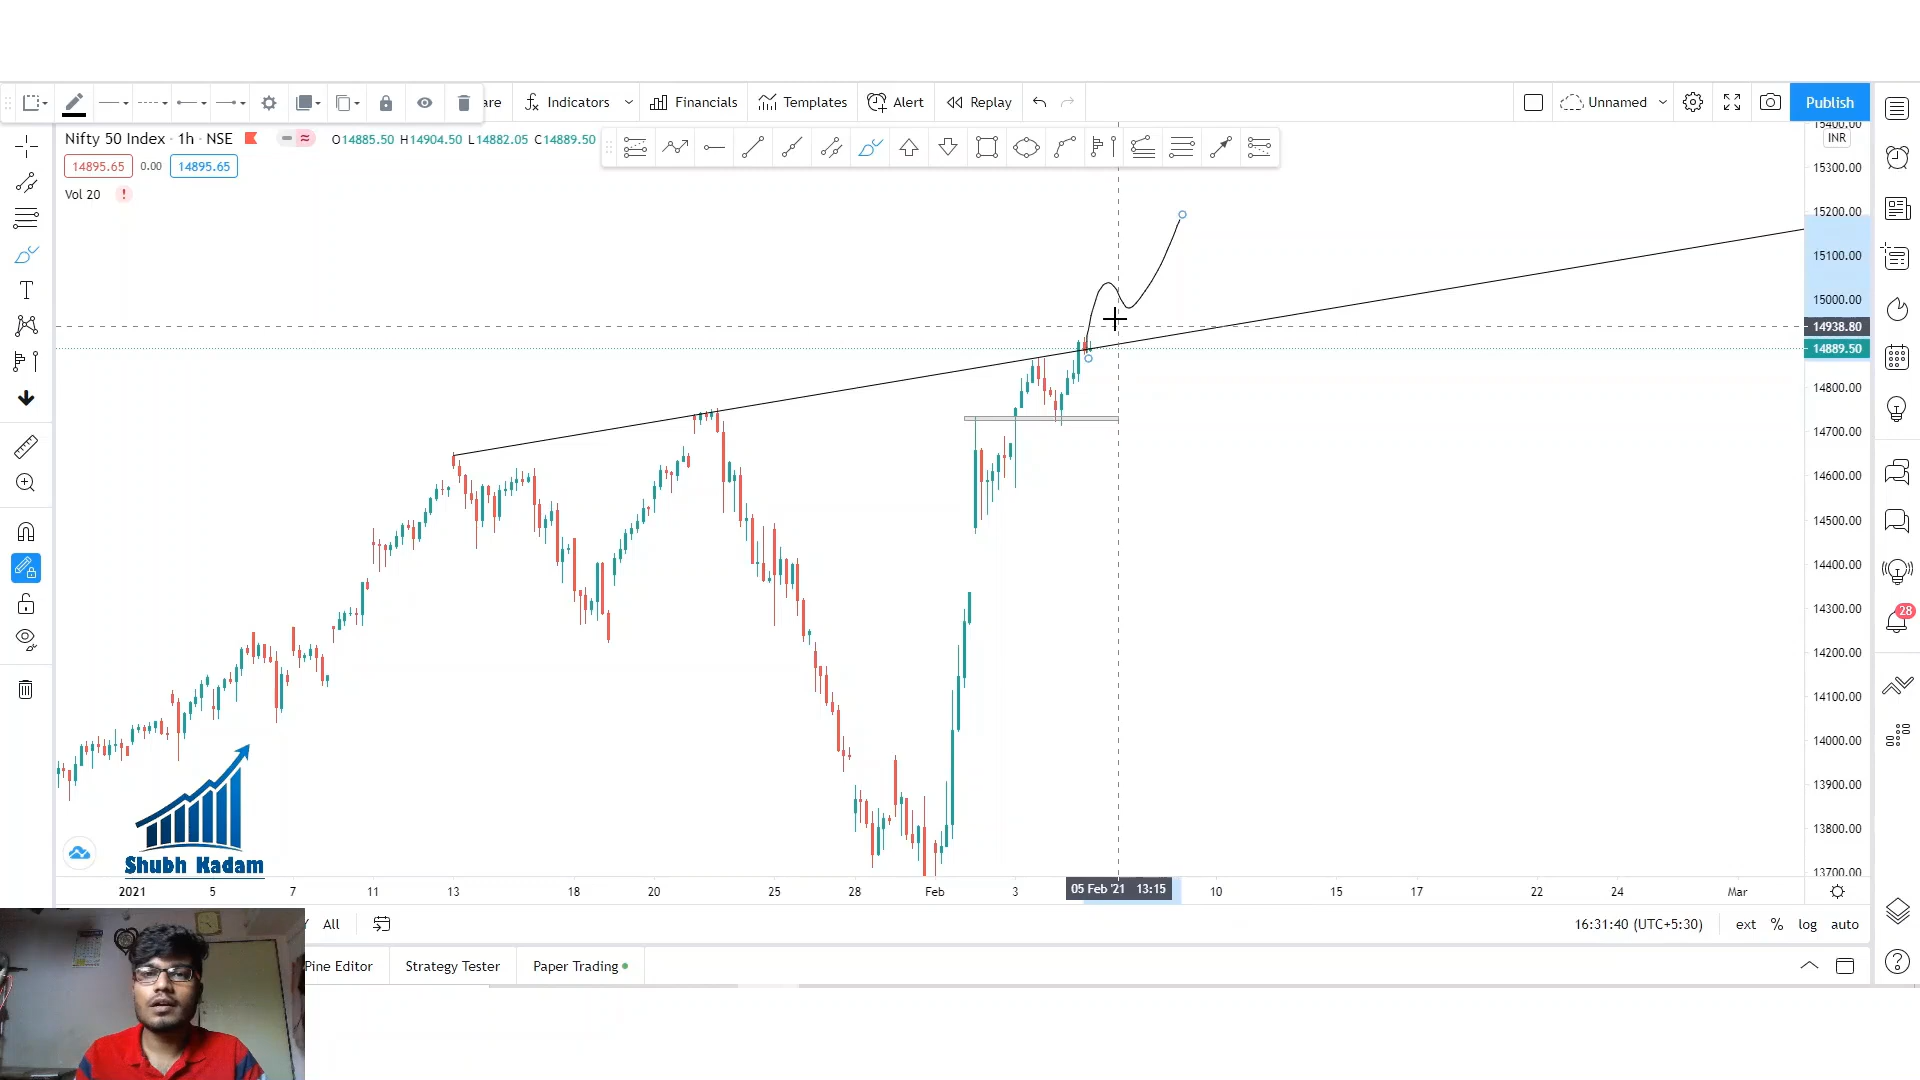 are
Indicators
Financials
Templates
Alert
Replay
Unnamed
Publish
Nifty 50 Index · 1h · NSE
O14885.50 H14904.50 L14882.05 C14889.50
14895.65 0.00 14895.65
Vol 20 !
15400.00
INR
15300.00
15200.00
15100.00
15000.00
14938.80
14889.50
14800.00
14700.00
14600.00
14500.00
14400.00
14300.00
14200.00
14100.00
14000.00
13900.00
13800.00
13700.00
T
28
Shubh Kadam
2021 5 7 11 13 18 20 25 28 Feb 3 05 Feb '21 13:15 10 15 17 22 24 Mar
All
16:31:40 (UTC+5:30) ext % log auto
Pine Editor Strategy Tester Paper Trading